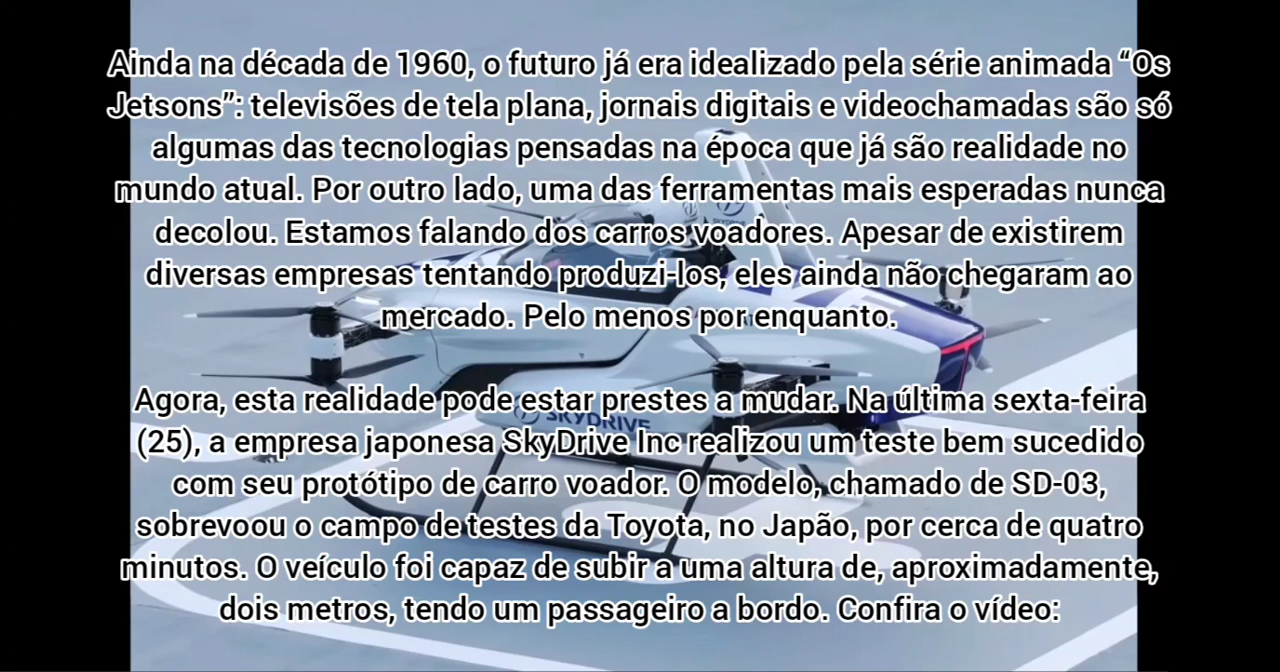 Ainda na década de 1960, o futuro já era idealizado pela série animada “Os
Jetsons”: televisões de tela plana, jornais digitais e videochamadas são só
algumas das tecnologias pensadas na época que já são realidade no
mundo atual. Por outro lado, uma das ferramentas mais esperadas nunca
decolou. Estamos falando dos carros voadores. Apesar de existirem
diversas empresas tentando produzi-los, eles ainda não chegaram ao
mercado. Pelo menos por enquanto.
Agora, esta realidade pode estar prestes a mudar. Na última sexta-feira
SKYDRIVE
(25), a empresa japonesa SkyDrive Inc realizou um teste bem sucedido
com seu protótipo de carro voador. O modelo, chamado de SD-03,
sobrevoou o campo de testes da Toyota, no Japão, por cerca de quatro
minutos. O veículo foi capaz de subir a uma altura de, aproximadamente,
dois metros, tendo um passageiro a bordo. Confira o vídeo: